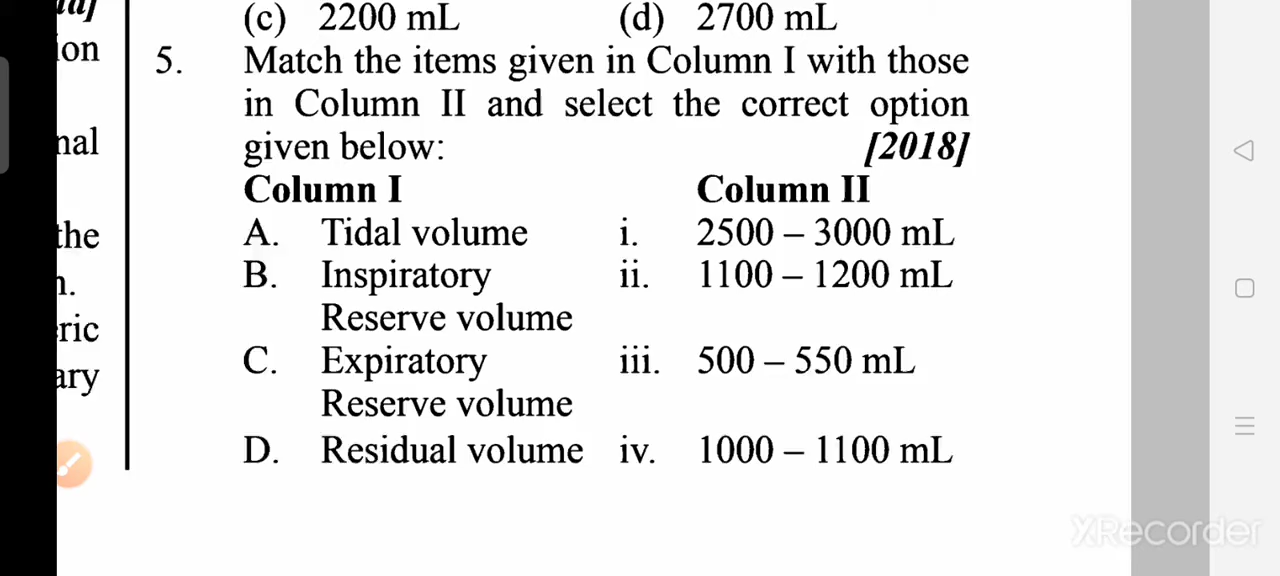 (c) 2200 mL (d) 2700 mL
ion
5. Match the items given in Column I with those
in Column II and select the correct option
nal
given below: [2018]
Column I Column II
the
A. Tidal volume i. 2500 – 3000 mL
B. Inspiratory ii. 1100 – 1200 mL
Reserve volume
ric
C. Expiratory iii. 500 – 550 mL
ary
Reserve volume
D. Residual volume iv. 1000 – 1100 mL
XRecorder